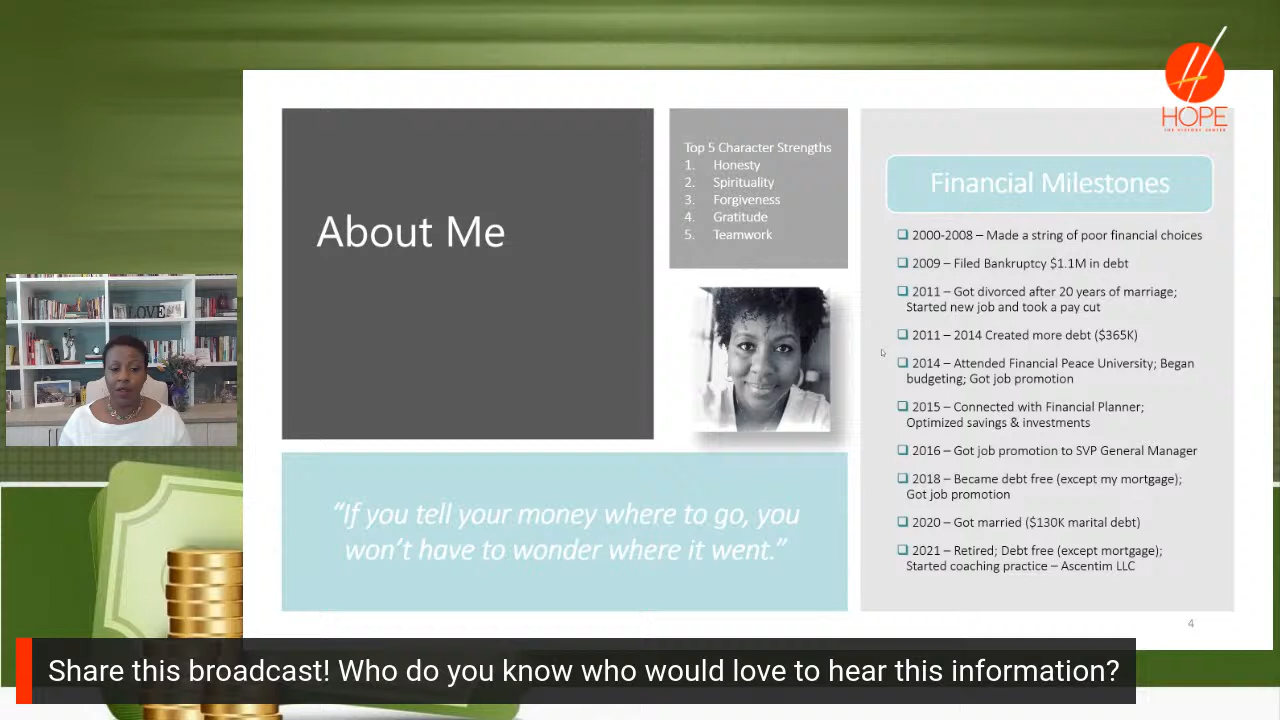 HOPE
THE VICTORY CENTER
About Me
Top 5 Character Strengths
1. Honesty
2. Spirituality
3. Forgiveness
4. Gratitude
5. Teamwork
"If you tell your money where to go, you
won't have to wonder where it went."
Financial Milestones
2000-2008 – Made a string of poor financial choices
2009 – Filed Bankruptcy $1.1M in debt
2011 – Got divorced after 20 years of marriage;
Started new job and took a pay cut
2011 – 2014 Created more debt ($365K)
2014 – Attended Financial Peace University; Began
budgeting; Got job promotion
2015 – Connected with Financial Planner;
Optimized savings & investments
2016 – Got job promotion to SVP General Manager
2018 – Became debt free (except my mortgage);
Got job promotion
2020 – Got married ($130K marital debt)
2021 – Retired; Debt free (except mortgage);
Started coaching practice – Ascentim LLC
4
LOVE
Share this broadcast! Who do you know who would love to hear this information?